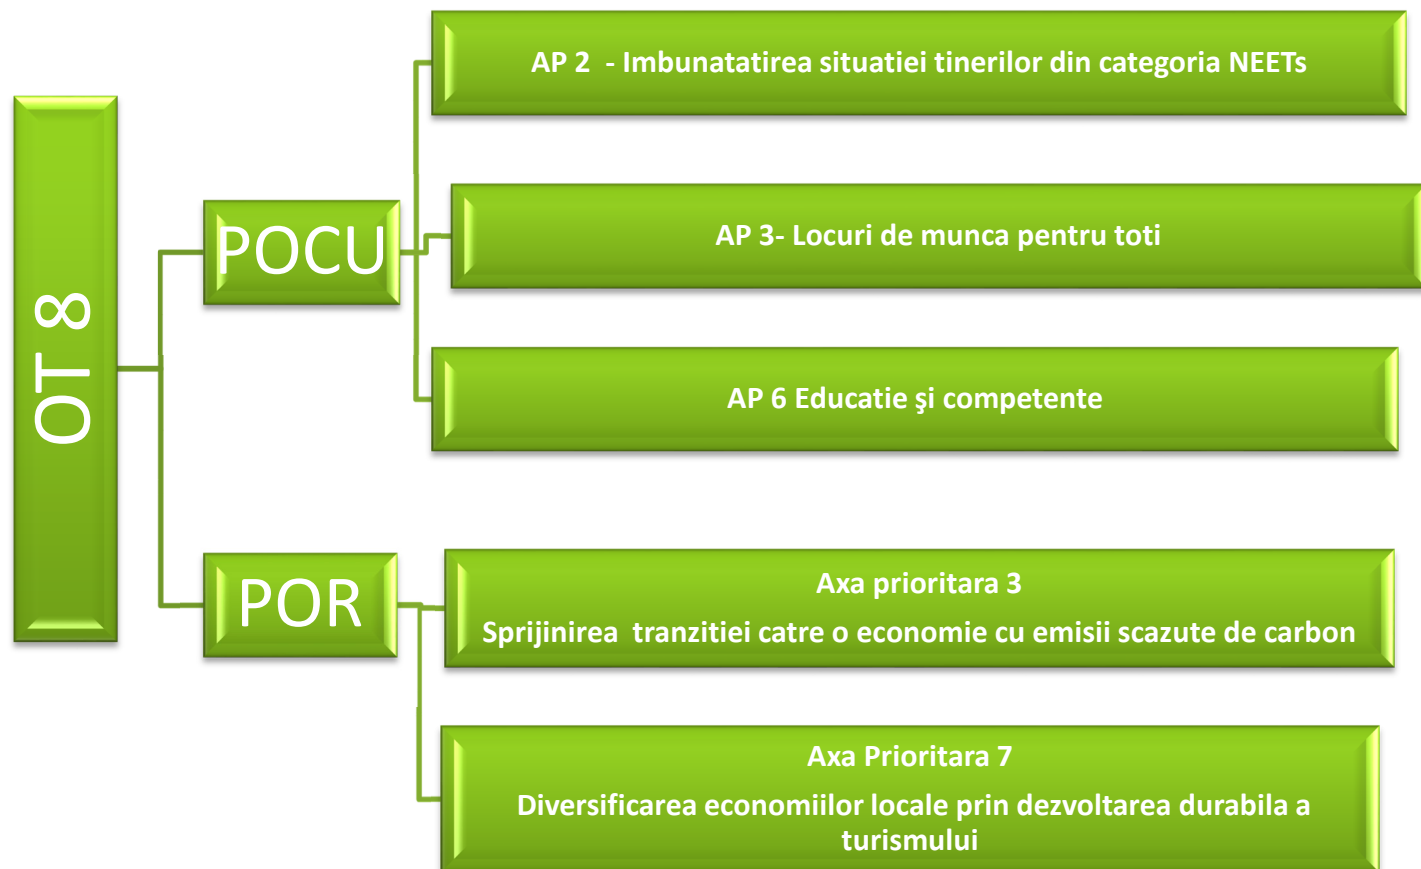 OT 8
POCU
AP 2 - Imbunatatirea situatiei tinerilor din categoria NEETs
AP 3- Locuri de munca pentru toti
AP 6 Educatie şi competente
POR
Axa prioritara 3
Sprijinirea tranzitiei catre o economie cu emisii scazute de carbon
Axa Prioritara 7
Diversificarea economiilor locale prin dezvoltarea durabila a
turismului